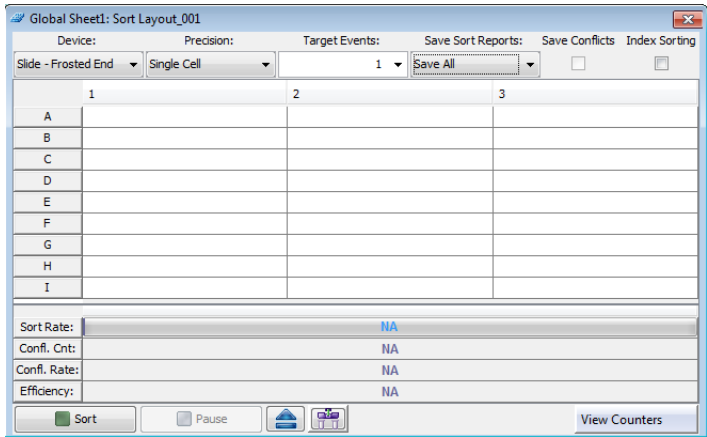 Global Sheet1: Sort Layout_001
Device: Precision: Target Events: Save Sort Reports: Save Conflicts Index Sorting
Slide - Frosted End Single Cell 1 Save All
1 2 3
A
B
C
D
E
F
G
H
I
Sort Rate: NA
Confl. Cnt: NA
Confl. Rate: NA
Efficiency: NA
Sort Pause View Counters